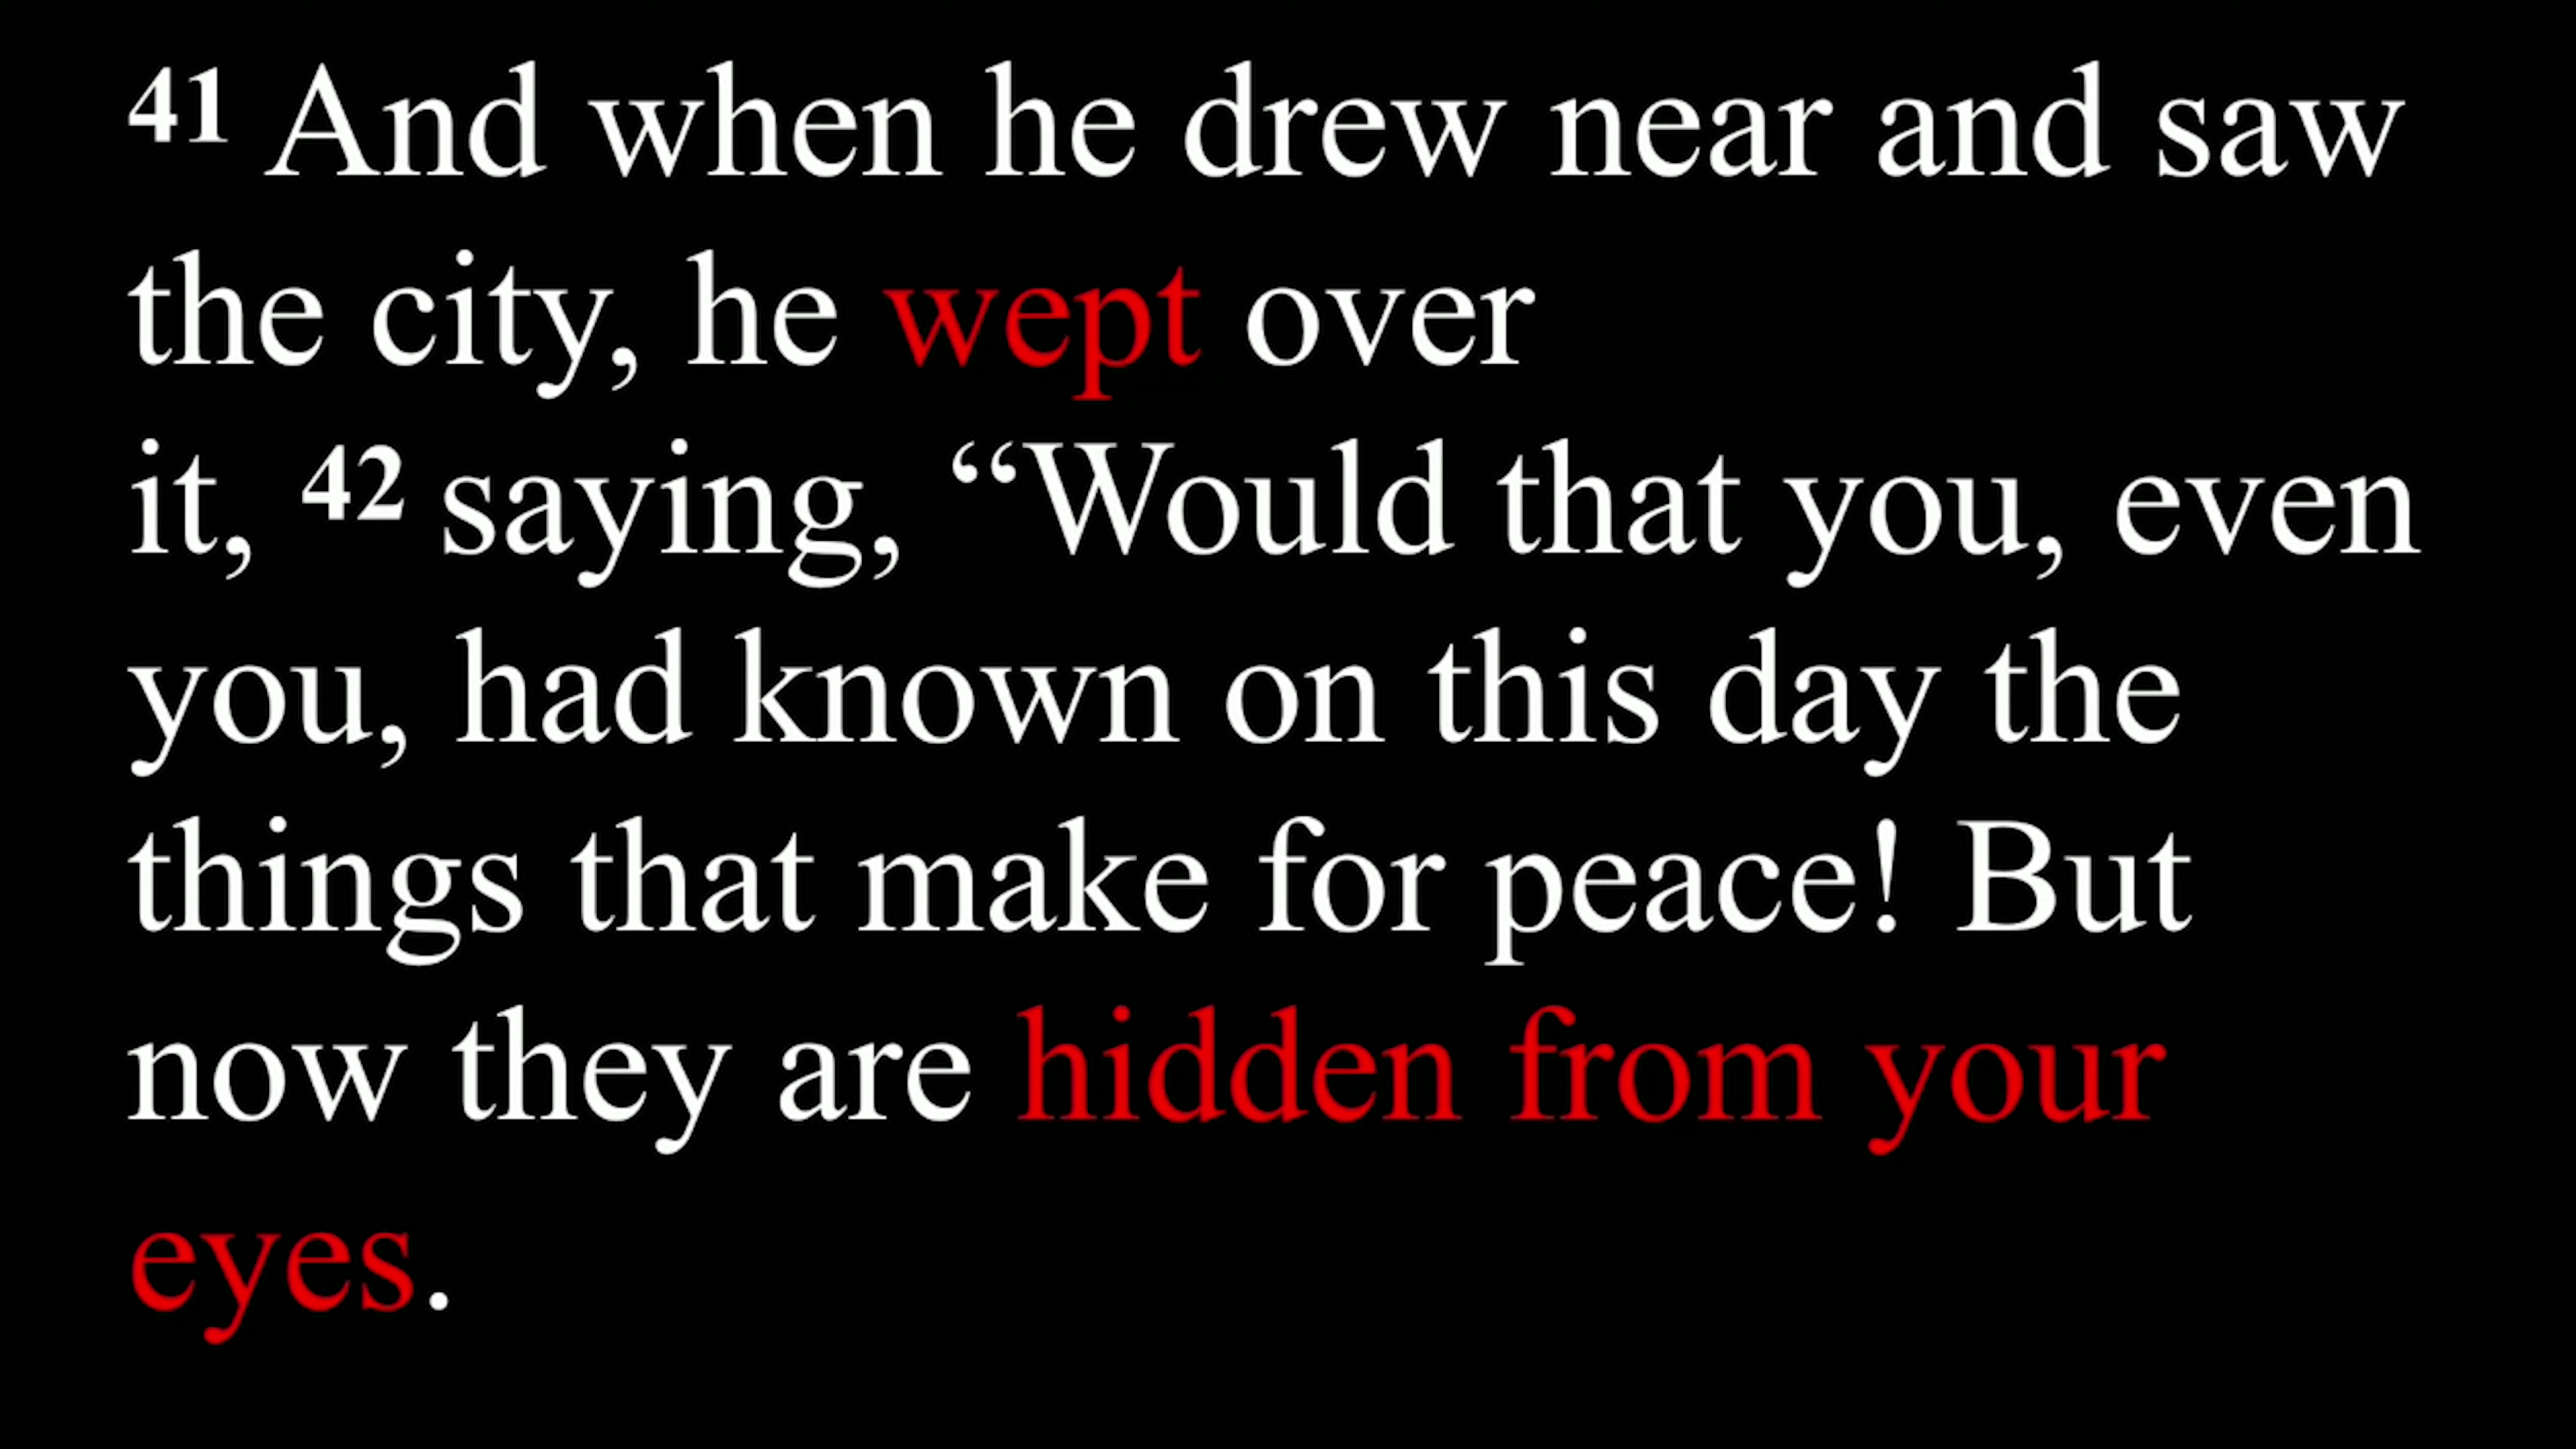 41 And when he drew near and saw
the city, he wept over
it, 42 saying, “Would that you, even
you, had known on this day the
things that make for peace! But
now they are hidden from your
eyes.